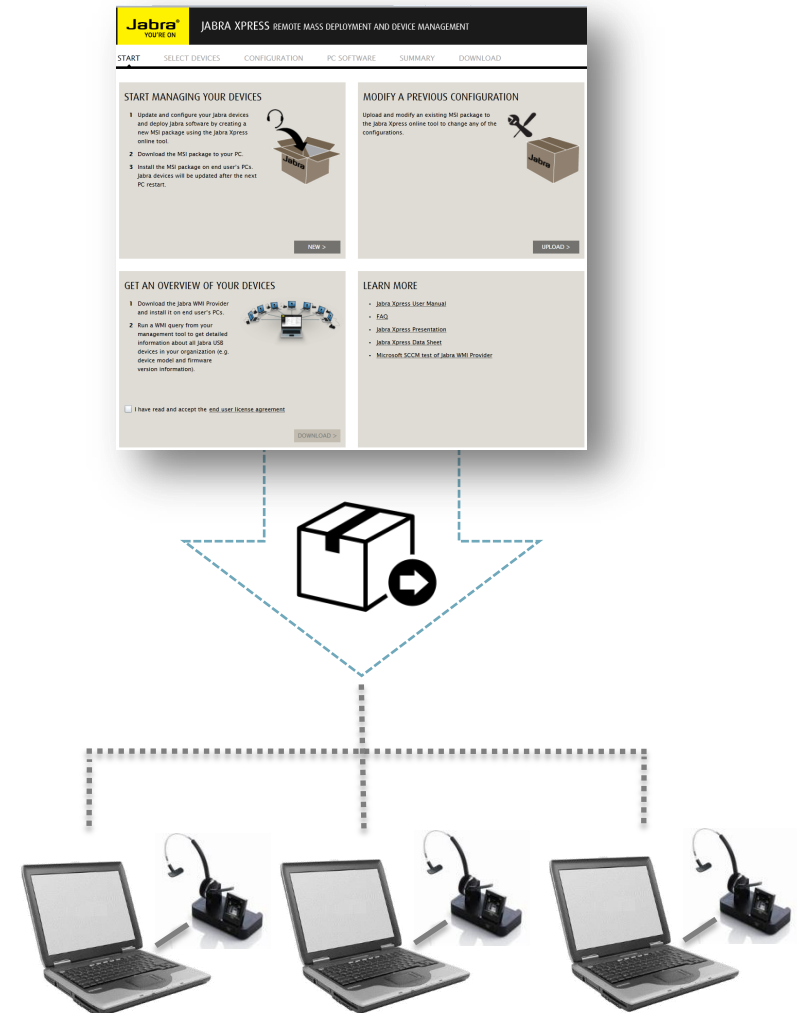 Jabra®
YOU'RE ON
JABRA XPRESS REMOTE MASS DEPLOYMENT AND DEVICE MANAGEMENT
START SELECT DEVICES CONFIGURATION PC SOFTWARE SUMMARY DOWNLOAD
START MANAGING YOUR DEVICES
1 Update and configure your Jabra devices
and deploy Jabra software by creating a
new MSI package using the Jabra Xpress
online tool.
2 Download the MSI package to your PC.
3 Install the MSI package on end user's PCs.
Jabra devices will be updated after the next
PC restart.
Jabra
NEW >
MODIFY A PREVIOUS CONFIGURATION
Upload and modify an existing MSI package to
the Jabra Xpress online tool to change any of the
configurations.
Jabra
UPLOAD >
GET AN OVERVIEW OF YOUR DEVICES
1 Download the Jabra WMI Provider
and install it on end user's PCs.
2 Run a WMI query from your
management tool to get detailed
information about all Jabra USB
devices in your organization (e.g.
device model and firmware
version information).
I have read and accept the end user license agreement
DOWNLOAD >
LEARN MORE
- Jabra Xpress User Manual
- FAQ
- Jabra Xpress Presentation
- Jabra Xpress Data Sheet
- Microsoft SCCM test of Jabra WMI Provider